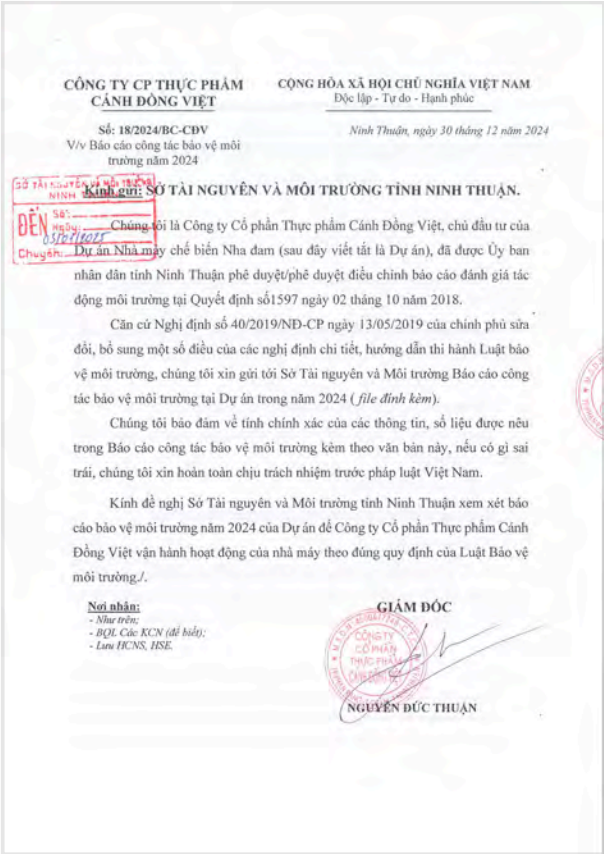 CÔNG TY CP THỰC PHẨM
CÁNH ĐỒNG VIỆT
CỘNG HÒA XÃ HỘI CHỦ NGHĨA VIỆT NAM
Độc lập - Tự do - Hạnh phúc
Số: 18/2024/BC-CĐV
V/v Báo cáo công tác bảo vệ môi
trường năm 2024
Ninh Thuận, ngày 30 tháng 12 năm 2024
SỞ TÀI NGUYÊN VÀ MÔI TRƯỜNG
NINH
ĐẾN
Số:
Ngày:
Chuyển:
Kính gửi: SỞ TÀI NGUYÊN VÀ MÔI TRƯỜNG TỈNH NINH THUẬN.
Chúng tôi là Công ty Cổ phần Thực phẩm Cánh Đồng Việt, chủ đầu tư của
Dự án Nhà máy chế biến Nha đam (sau đây viết tắt là Dự án), đã được Ủy ban
nhân dân tỉnh Ninh Thuận phê duyệt/phê duyệt điều chỉnh báo cáo đánh giá tác
động môi trường tại Quyết định số1597 ngày 02 tháng 10 năm 2018.
Căn cứ Nghị định số 40/2019/NĐ-CP ngày 13/05/2019 của chính phủ sửa
đổi, bổ sung một số điều của các nghị định chi tiết, hướng dẫn thi hành Luật bảo
vệ môi trường, chúng tôi xin gửi tới Sở Tài nguyên và Môi trường Báo cáo công
tác bảo vệ môi trường tại Dự án trong năm 2024 (file đính kèm).
Chúng tôi bảo đảm về tính chính xác của các thông tin, số liệu được nêu
trong Báo cáo công tác bảo vệ môi trường kèm theo văn bản này, nếu có gì sai
trái, chúng tôi xin hoàn toàn chịu trách nhiệm trước pháp luật Việt Nam.
Kính đề nghị Sở Tài nguyên và Môi trường tỉnh Ninh Thuận xem xét báo
cáo bảo vệ môi trường năm 2024 của Dự án để Công ty Cổ phần Thực phẩm Cánh
Đồng Việt vận hành hoạt động của nhà máy theo đúng quy định của Luật Bảo vệ
môi trường./.
Nơi nhận:
- Như trên;
- BQL Các KCN (để biết);
- Lưu HCNS, HSE.
GIÁM ĐỐC
CÔNG TY
CỔ PHẦN
THỰC PHẨM
CÁNH ĐỒNG VIỆT
NGUYỄN ĐỨC THUẬN